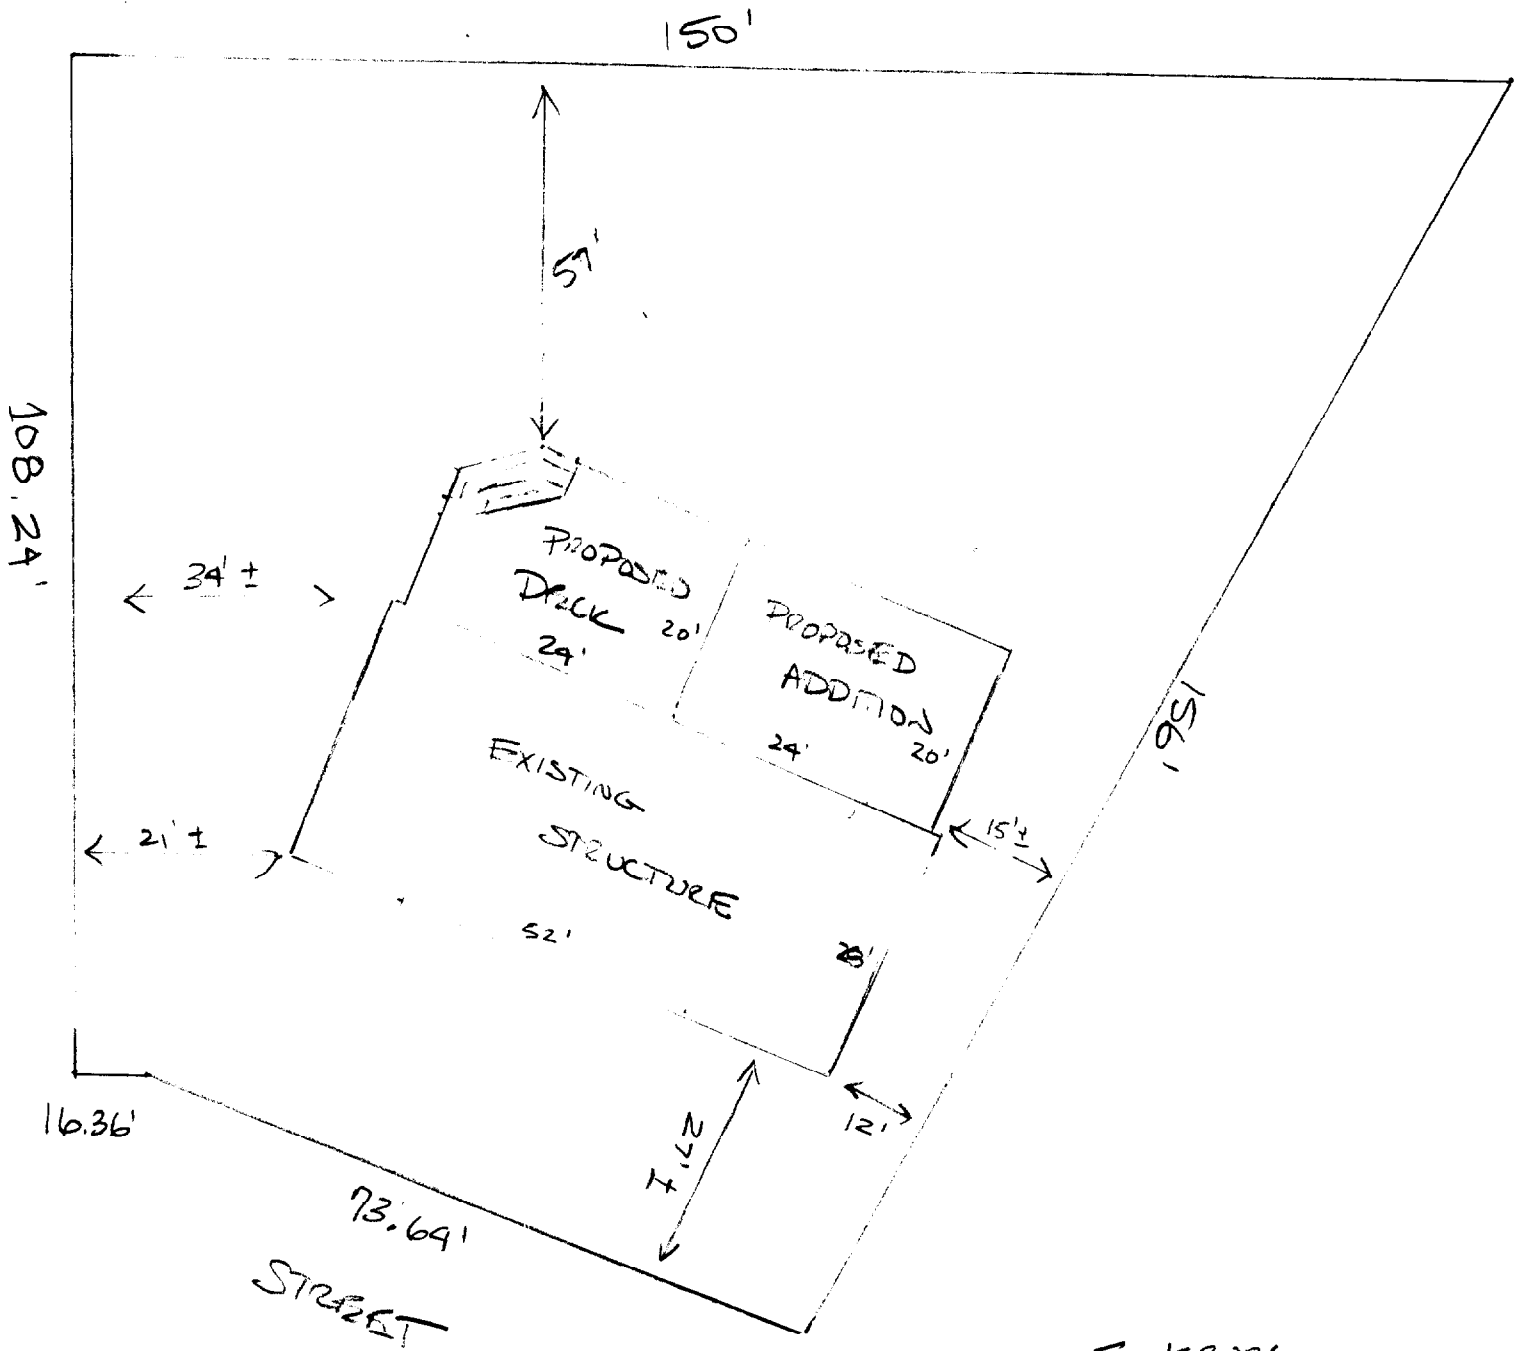 150'
57'
108.24'
34' ±
PROPOSED
DECK
20'
24'
PROPOSED
ADDITION
24'
20'
156'
EXISTING
STRUCTURE
21' ±
15' ±
52'
28'
12'
27' ±
16.36'
73.64'
STREET